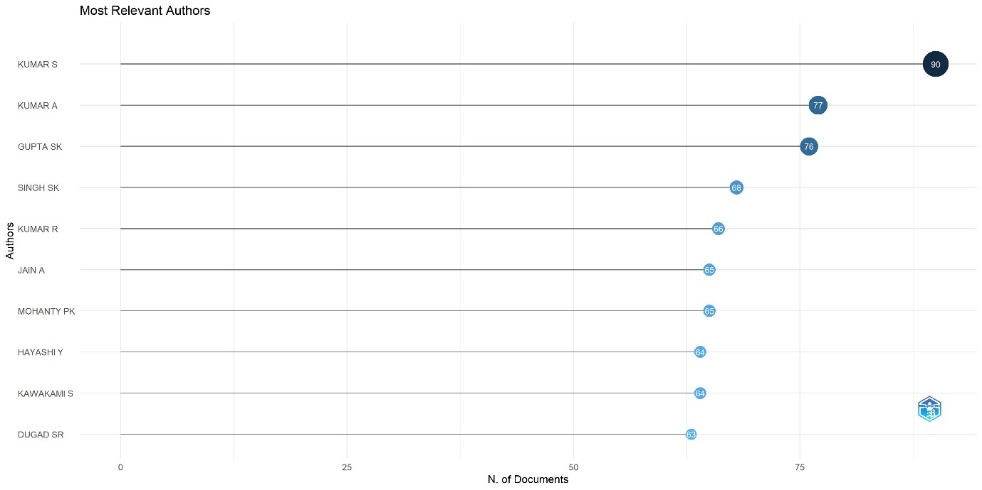 Most Relevant Authors
KUMAR S
90
KUMAR A
77
GUPTA SK
76
SINGH SK
68
KUMAR R
66
JAIN A
65
MOHANTY PK
65
HAYASHI Y
64
KAWAKAMI S
64
DUGAD SR
63
Authors
0
25
50
75
N. of Documents